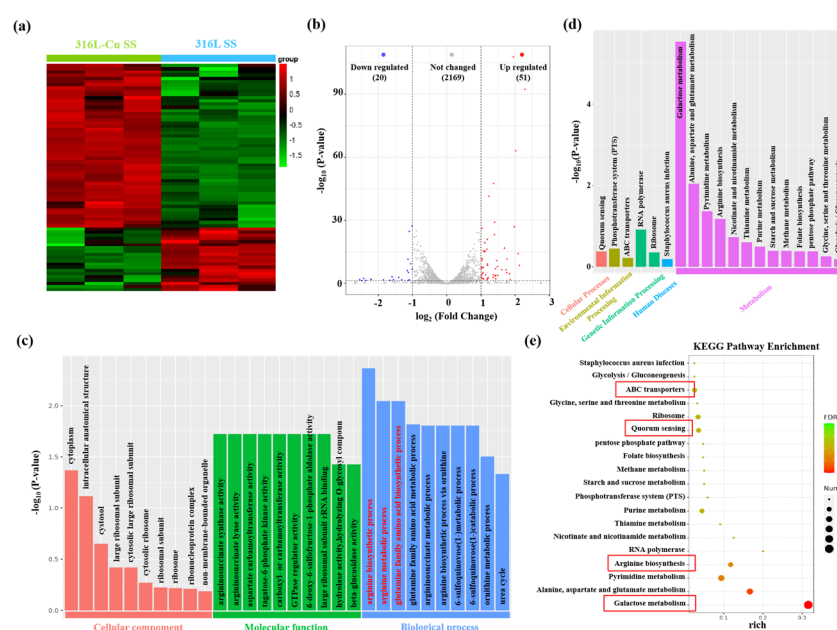 (a)
316L-Cu SS
316L SS
group
1.5
1
0.5
0
−0.5
−1
−1.5
(b)
Down regulated
(20)
Not changed
(2169)
Up regulated
(51)
90
60
30
0
-log10 (P-value)
-2
-1
0
1
2
3
log2 (Fold Change)
(d)
-log10(P-value)
4
2
0
Quorum sensing
Phosphotransferase system (PTS)
ABC transporters
RNA polymerase
Ribosome
Staphylococcus aureus infection
Galactose metabolism
Alanine, aspartate and glutamate metabolism
Pyrimidine metabolism
Arginine biosynthesis
Nicotinate and nicotinamide metabolism
Thiamine metabolism
Purine metabolism
Starch and sucrose metabolism
Methane metabolism
Folate biosynthesis
pentose phosphate pathway
Glycine, serine and threonine metabolism
Cellular Processes
Environmental Information
Processing
Genetic Information Processing
Human Diseases
Metabolism
(c)
-log10 (P-value)
2.0
1.5
1.0
0.5
0.0
cytoplasm
intracellular anatomical structure
cytosol
large ribosomal subunit
cytosolic large ribosomal subunit
cytosolic ribosome
ribosomal subunit
ribosome
ribonucleoprotein complex
non-membrane-bounded organelle
argininosuccinate synthase activity
argininosuccinate lyase activity
aspartate carbamoyltransferase activity
tagatose-6-phosphate kinase activity
carboxyl- or carbamoyltransferase activity
GTPase regulator activity
6-deoxy-6-sulfofructose-1-phosphate aldolase activity
large ribosomal subunit rRNA binding
hydrolase activity,hydrolyzing O-glycosyl compoun
beta-glucosidase activity
arginine biosynthetic process
arginine metabolic process
glutamine family amino acid biosynthetic process
glutamine family amino acid metabolic process
argininosuccinate metabolic process
arginine biosynthetic process via ornithine
6-sulfoquinovose(1-)metabolic process
6-sulfoquinovose(1-)catabolic process
ornithine metabolic process
urea cycle
Cellular component
Molecular function
Biological process
(e)
KEGG Pathway Enrichment
Staphylococcus aureus infection
Glycolysis / Gluconeogenesis
ABC transporters
Glycine, serine and threonine metabolism
Ribosome
Quorum sensing
pentose phosphate pathway
Folate biosynthesis
Methane metabolism
Starch and sucrose metabolism
Phosphotransferase system (PTS)
Purine metabolism
Thiamine metabolism
Nicotinate and nicotinamide metabolism
RNA polymerase
Arginine biosynthesis
Pyrimidine metabolism
Alanine, aspartate and glutamate metabolism
Galactose metabolism
0.1
0.2
0.3
rich
FDR
Num